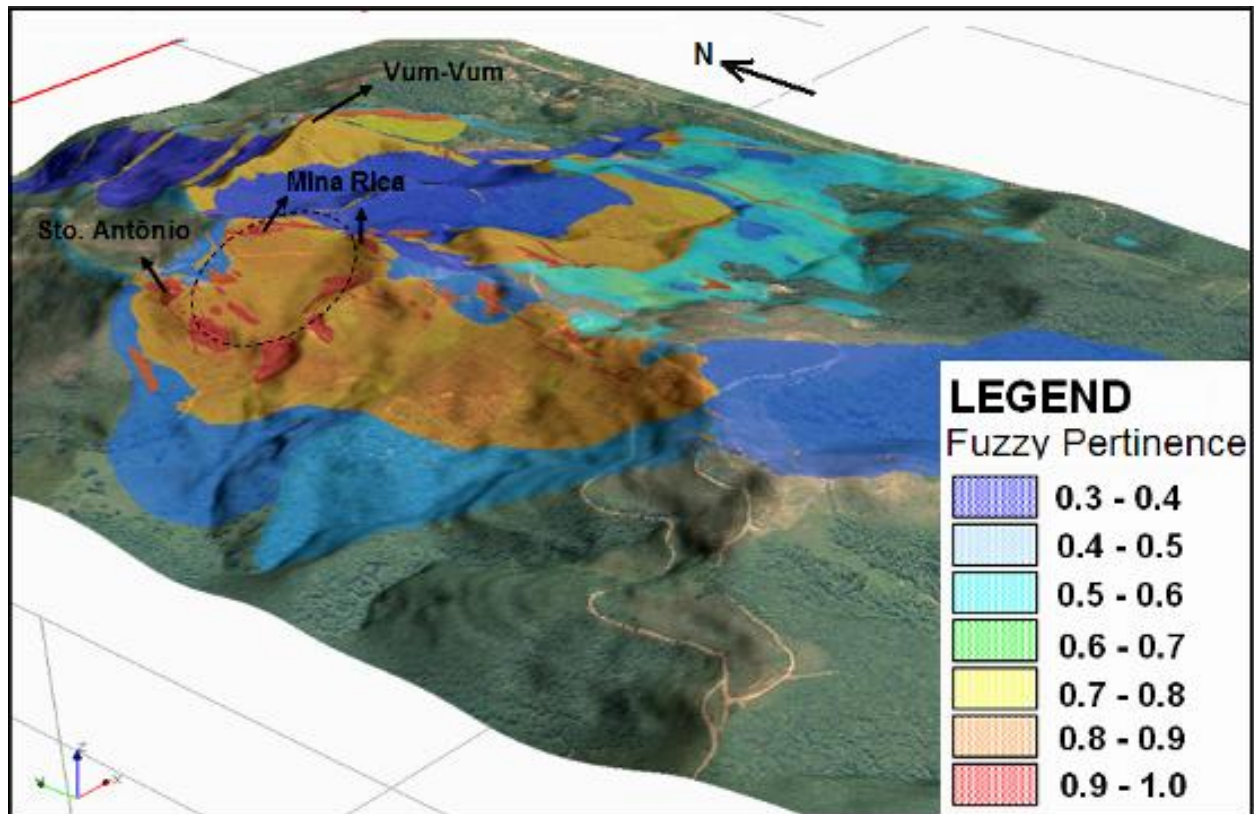 N
Vum-Vum
Mina Rica
Sto. Antônio
LEGEND
Fuzzy Pertinence
0.3 - 0.4
0.4 - 0.5
0.5 - 0.6
0.6 - 0.7
0.7 - 0.8
0.8 - 0.9
0.9 - 1.0